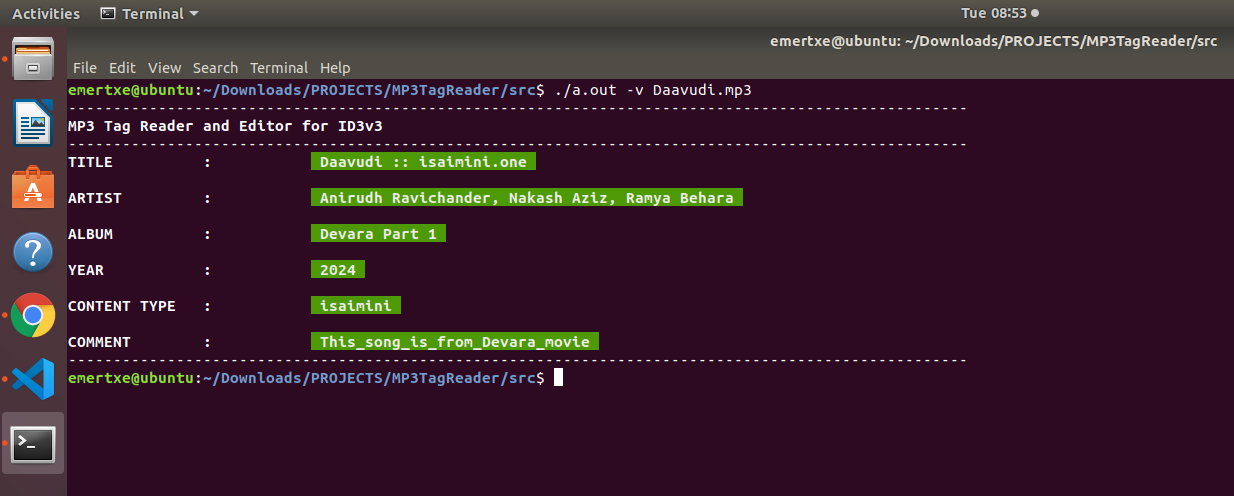 Activities Terminal Tue 08:53
emertxe@ubuntu: ~/Downloads/PROJECTS/MP3TagReader/src
File Edit View Search Terminal Help
emertxe@ubuntu:~/Downloads/PROJECTS/MP3TagReader/src$ ./a.out -v Daavudi.mp3
----------------------------------------------------------------------------------------------------
MP3 Tag Reader and Editor for ID3v3
----------------------------------------------------------------------------------------------------
TITLE : Daavudi :: isaimini.one
ARTIST : Anirudh Ravichander, Nakash Aziz, Ramya Behara
ALBUM : Devara Part 1
YEAR : 2024
CONTENT TYPE : isaimini
COMMENT : This_song_is_from_Devara_movie
----------------------------------------------------------------------------------------------------
emertxe@ubuntu:~/Downloads/PROJECTS/MP3TagReader/src$